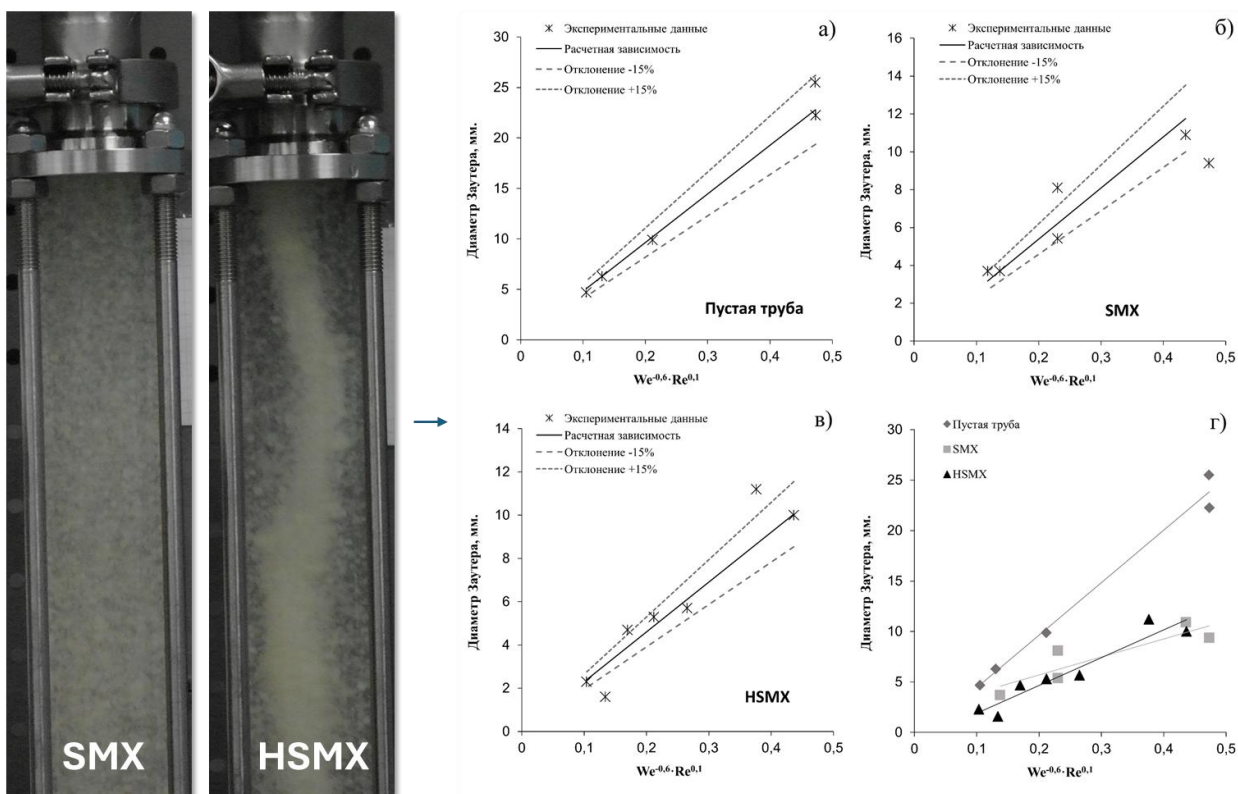 SMX
HSMX
а)
✳ Экспериментальные данные
Расчетная зависимость
Отклонение -15%
Отклонение +15%
Диаметр Заутера, мм.
30
25
20
15
10
5
0
0
0,1
0,2
0,3
0,4
0,5
Пустая труба
We⁻⁰,⁶·Re⁰,¹
б)
Экспериментальные данные
Расчетная зависимость
Отклонение -15%
Отклонение +15%
Диаметр Заутера, мм.
16
14
12
10
8
6
4
2
0
0
0,1
0,2
0,3
0,4
0,5
SMX
We⁻⁰,⁶·Re⁰,¹
в)
Экспериментальные данные
Расчетная зависимость
Отклонение -15%
Отклонение +15%
Диаметр Заутера, мм.
14
12
10
8
6
4
2
0
0
0,1
0,2
0,3
0,4
0,5
HSMX
We⁻⁰,⁶·Re⁰,¹
г)
Пустая труба
SMX
HSMX
Диаметр Заутера, мм.
30
25
20
15
10
5
0
0
0,1
0,2
0,3
0,4
0,5
We⁻⁰,⁶·Re⁰,¹